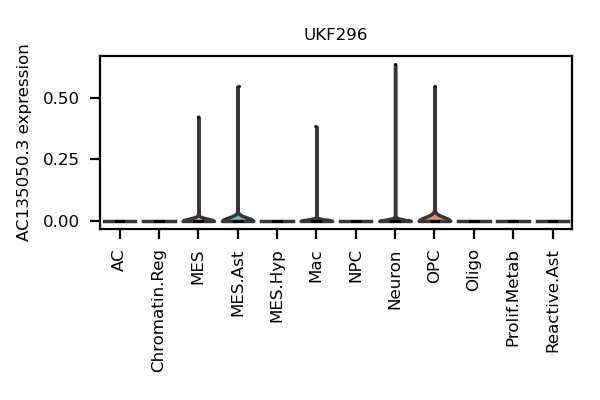 UKF296
AC135050.3 expression
0.50
0.25
0.00
AC
Chromatin.Reg
MES
MES.Ast
MES.Hyp
Mac
NPC
Neuron
OPC
Oligo
Prolif.Metab
Reactive.Ast